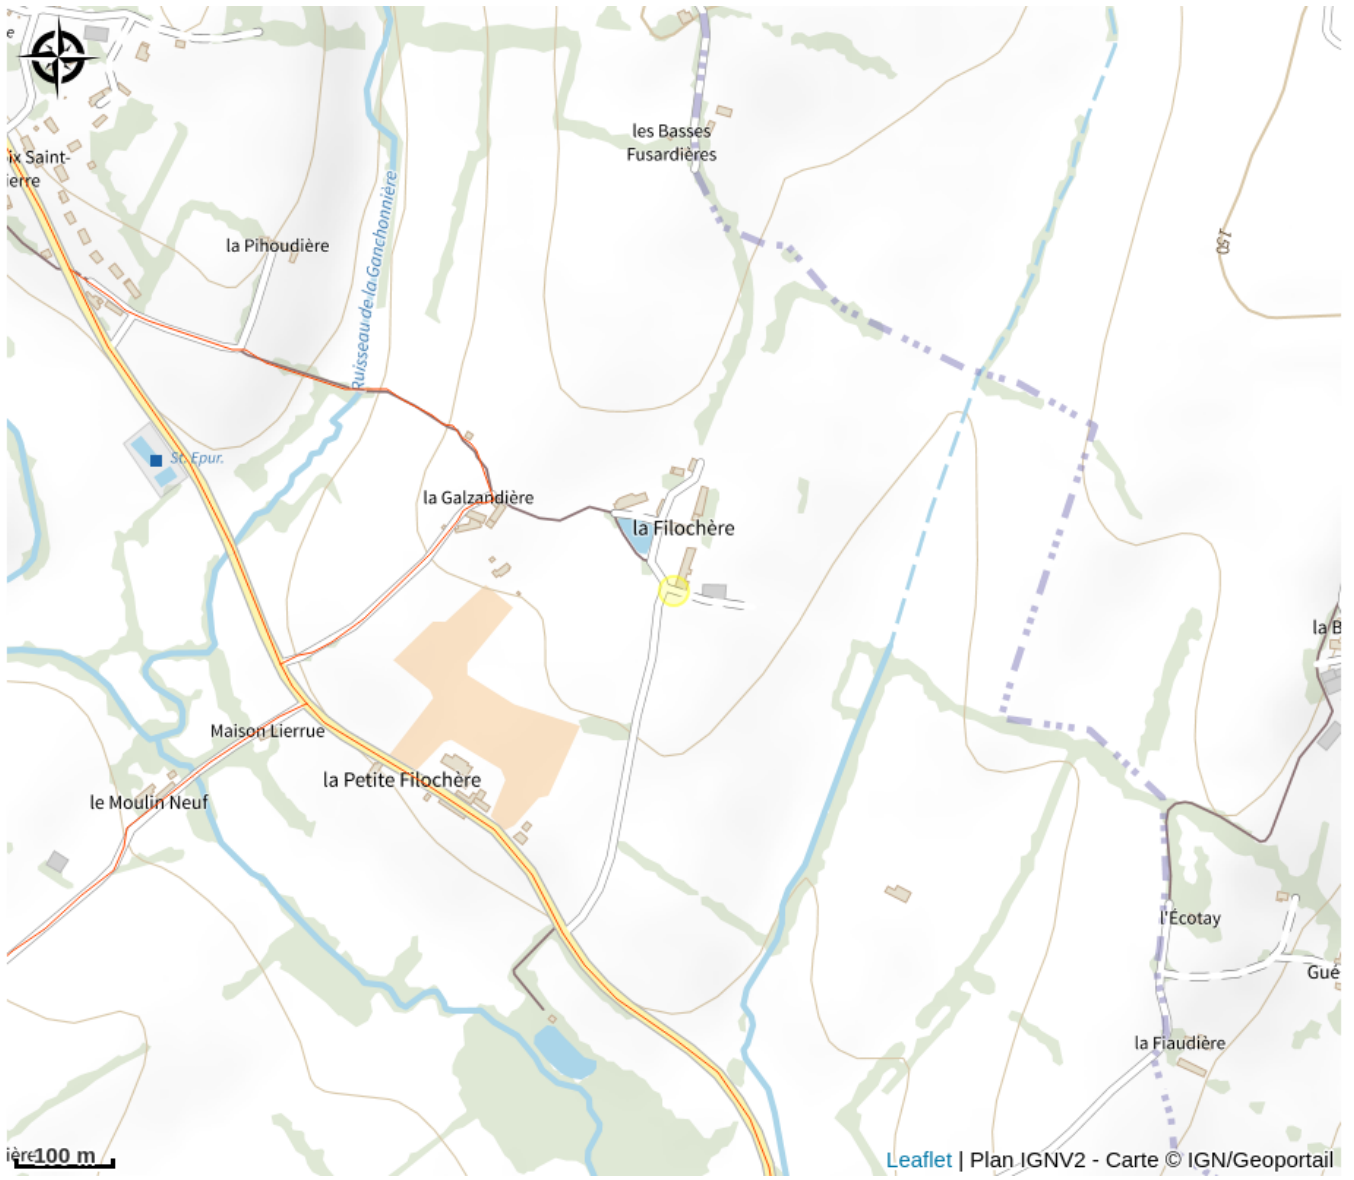 e
ix Saint-
ierre
les Basses
Fusardières
la Pihoudière
Ruisseau de la Ganchonnière
150
St. Epur.
la Galzandière
la Filochère
la B
Maison Lierrue
la Petite Filochère
le Moulin Neuf
l'Écotay
Gué
la Fiaudière
ière
100 m
Leaflet | Plan IGNV2 - Carte © IGN/Geoportail